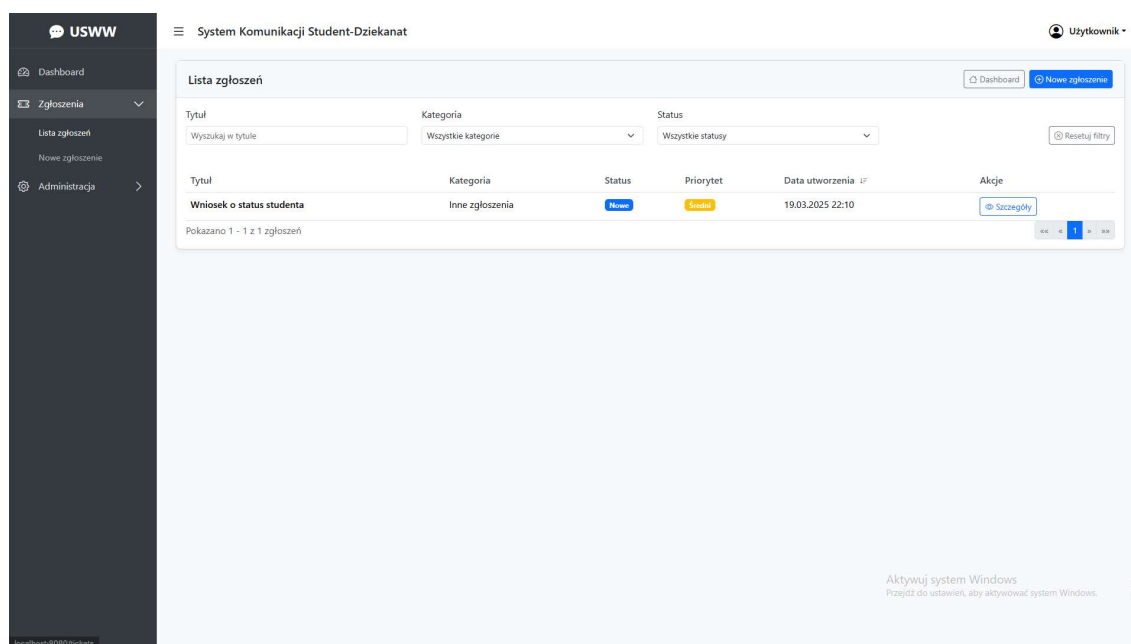 USWW
System Komunikacji Student-Dziekanat
Użytkownik
Dashboard
Zgłoszenia
Lista zgłoszeń
Nowe zgłoszenie
Administracja
Lista zgłoszeń
Dashboard
Nowe zgłoszenie
Tytuł Kategoria Status
Wyszukaj w tytule Wszystkie kategorie Wszystkie statusy Resetuj filtry
Tytuł Kategoria Status Priorytet Data utworzenia Akcje
Wniosek o status studenta Inne zgłoszenia Nowe Średni 19.03.2025 22:10 Szczegóły
Pokazano 1 - 1 z 1 zgłoszeń «« « 1 » »»
Aktywuj system Windows
Przejdź do ustawień, aby aktywować system Windows.
localhost:8080/tickets